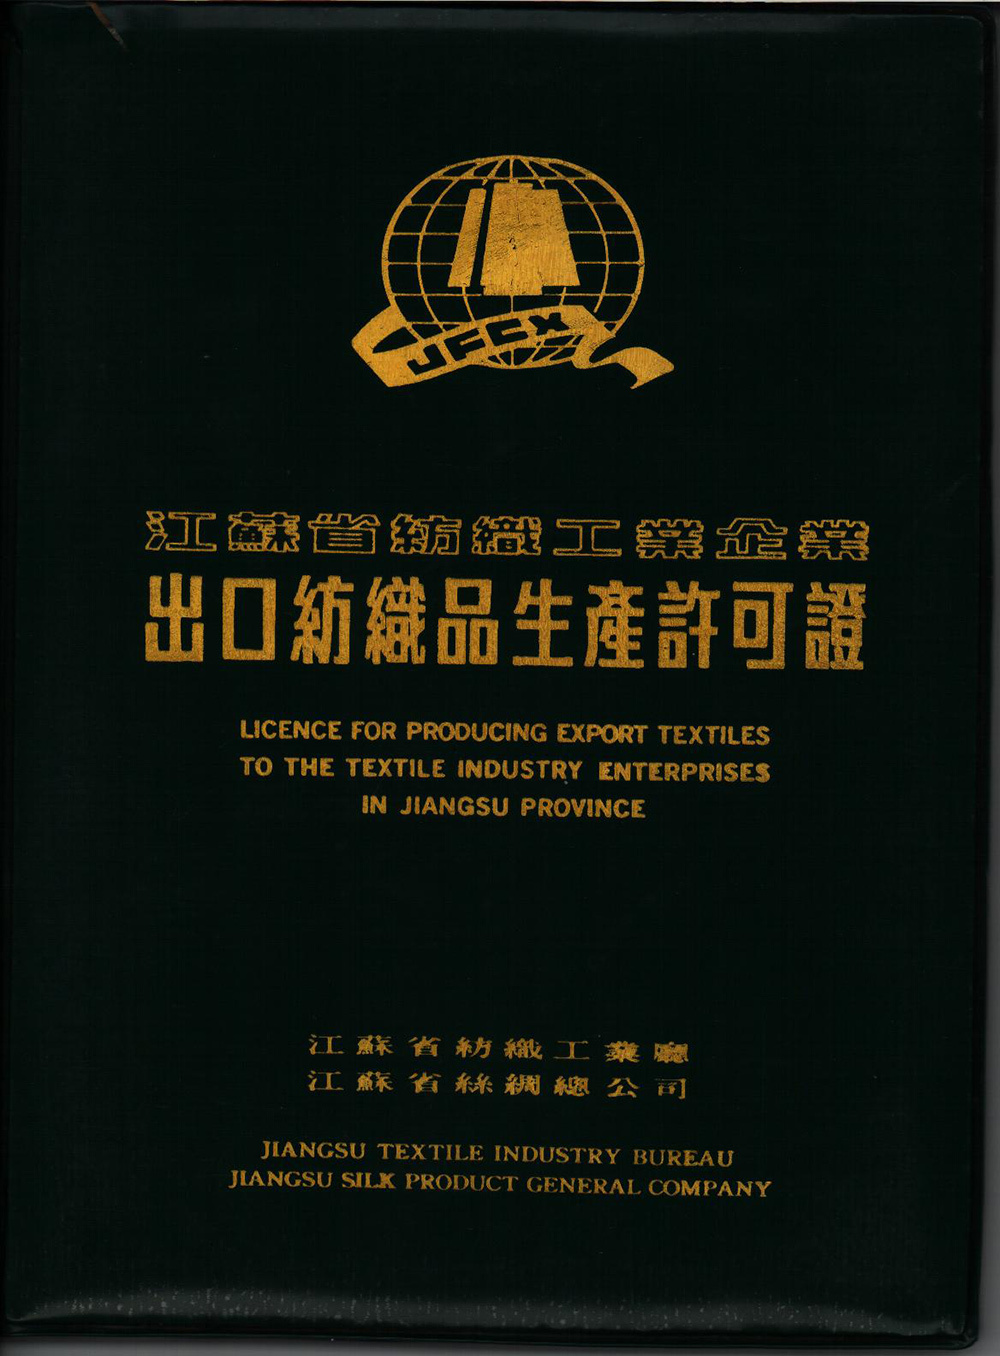 JFCX
江蘇省紡織工業企業
出口紡織品生產許可證
LICENCE FOR PRODUCING EXPORT TEXTILES
TO THE TEXTILE INDUSTRY ENTERPRISES
IN JIANGSU PROVINCE
江蘇省紡織工業廳
江蘇省絲綢總公司
JIANGSU TEXTILE INDUSTRY BUREAU
JIANGSU SILK PRODUCT GENERAL COMPANY